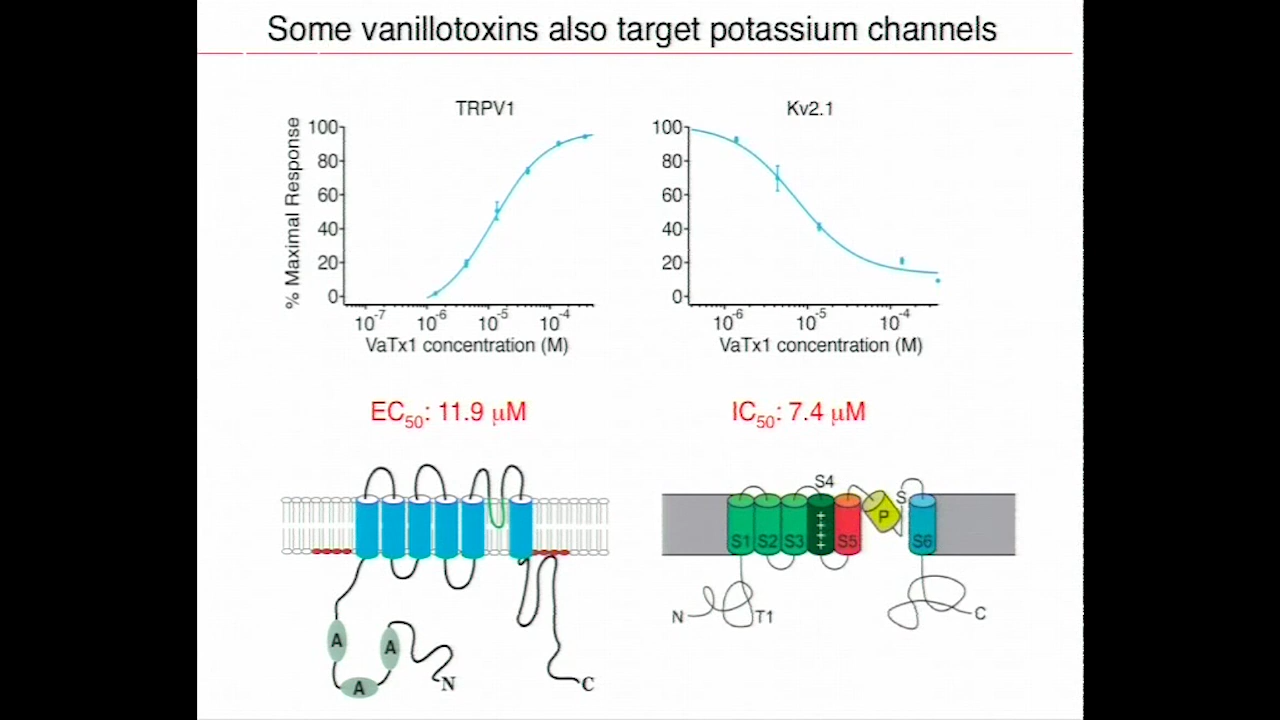 Some vanillotoxins also target potassium channels
TRPV1
Kv2.1
% Maximal Response
100
80
60
40
20
0
10-7 10-6 10-5 10-4
VaTx1 concentration (M)
100
80
60
40
20
0
10-6 10-5 10-4
VaTx1 concentration (M)
EC50: 11.9 µM
IC50: 7.4 µM
A
A
A
N
C
S4
S
P
S1 S2 S3 + + + + S5 S6
N
T1
C